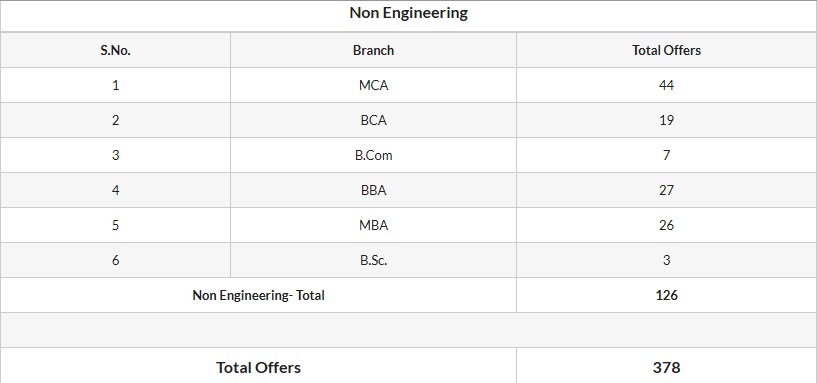 Non Engineering
S.No. Branch Total Offers
1 MCA 44
2 BCA 19
3 B.Com 7
4 BBA 27
5 MBA 26
6 B.Sc. 3
Non Engineering- Total 126
Total Offers 378